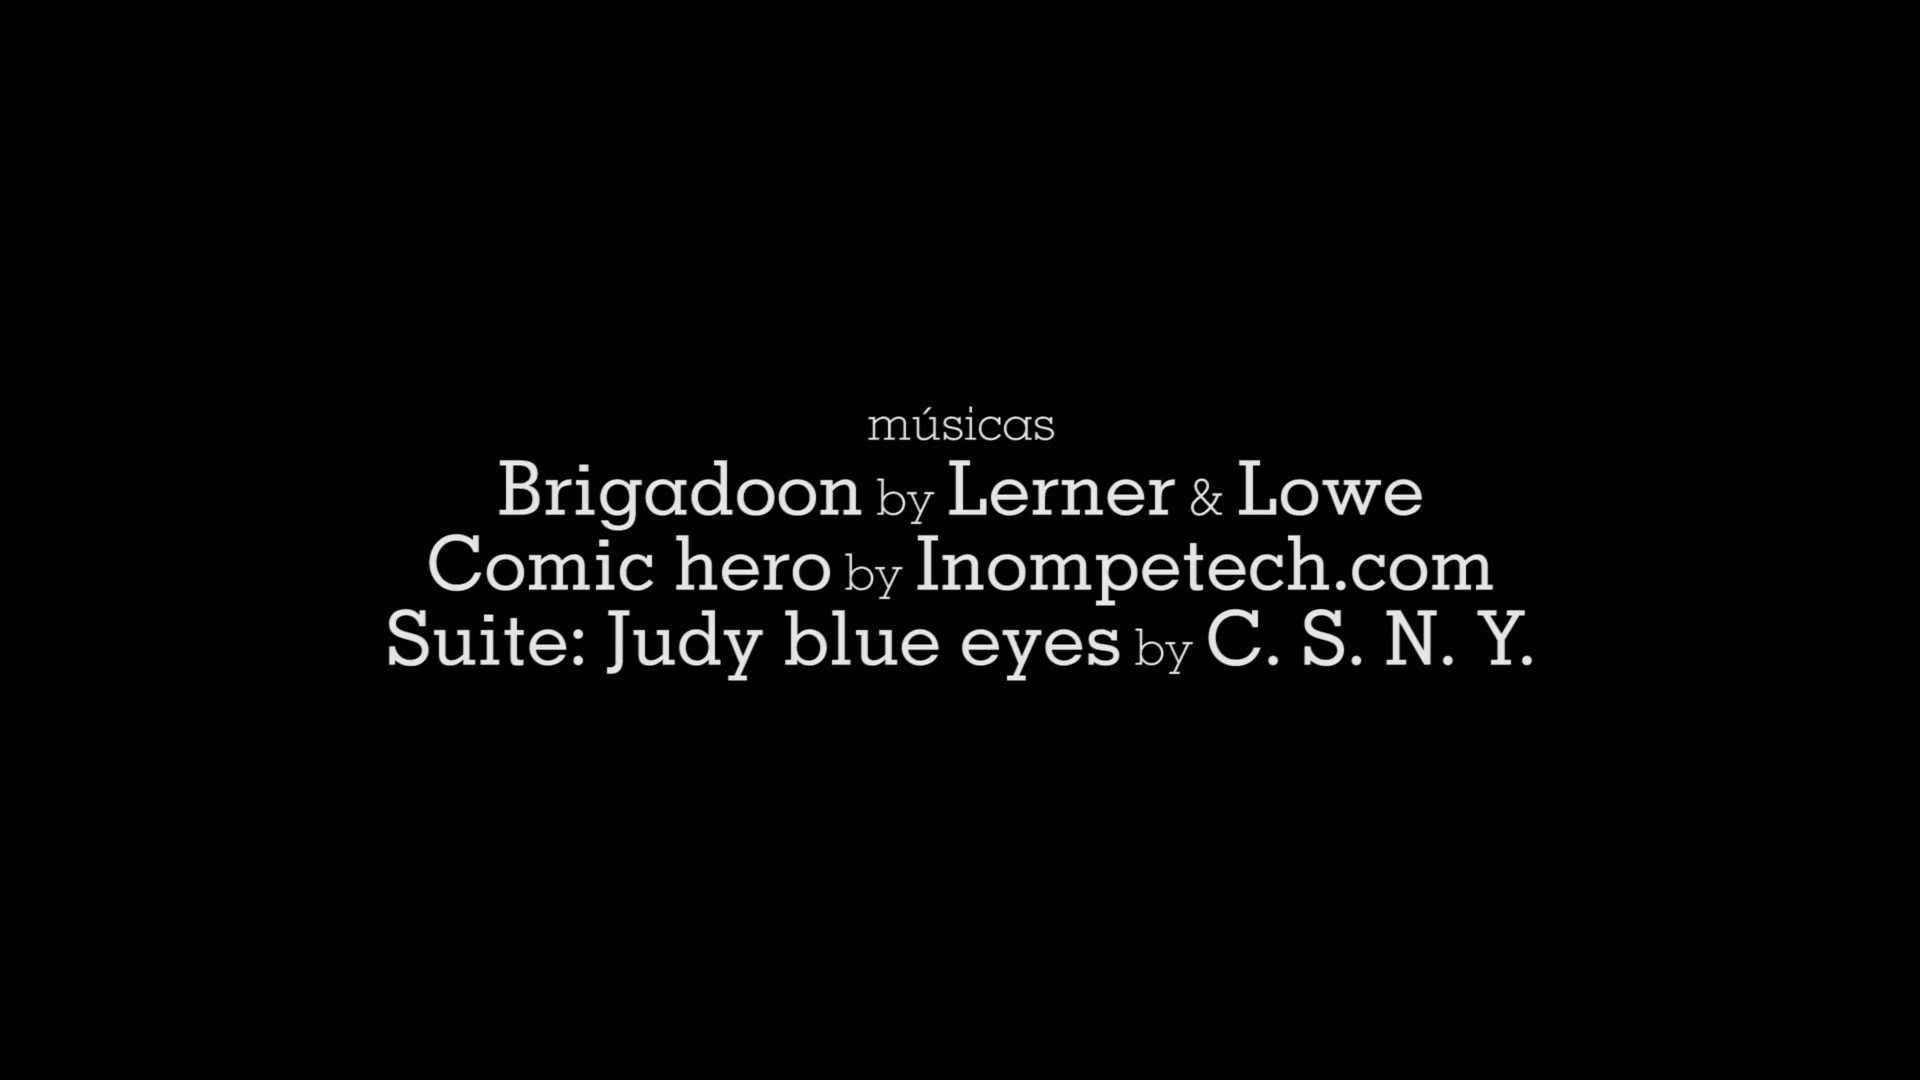 músicas
Brigadoon by Lerner & Lowe
Comic hero by Inompetech.com
Suite: Judy blue eyes by C. S. N. Y.